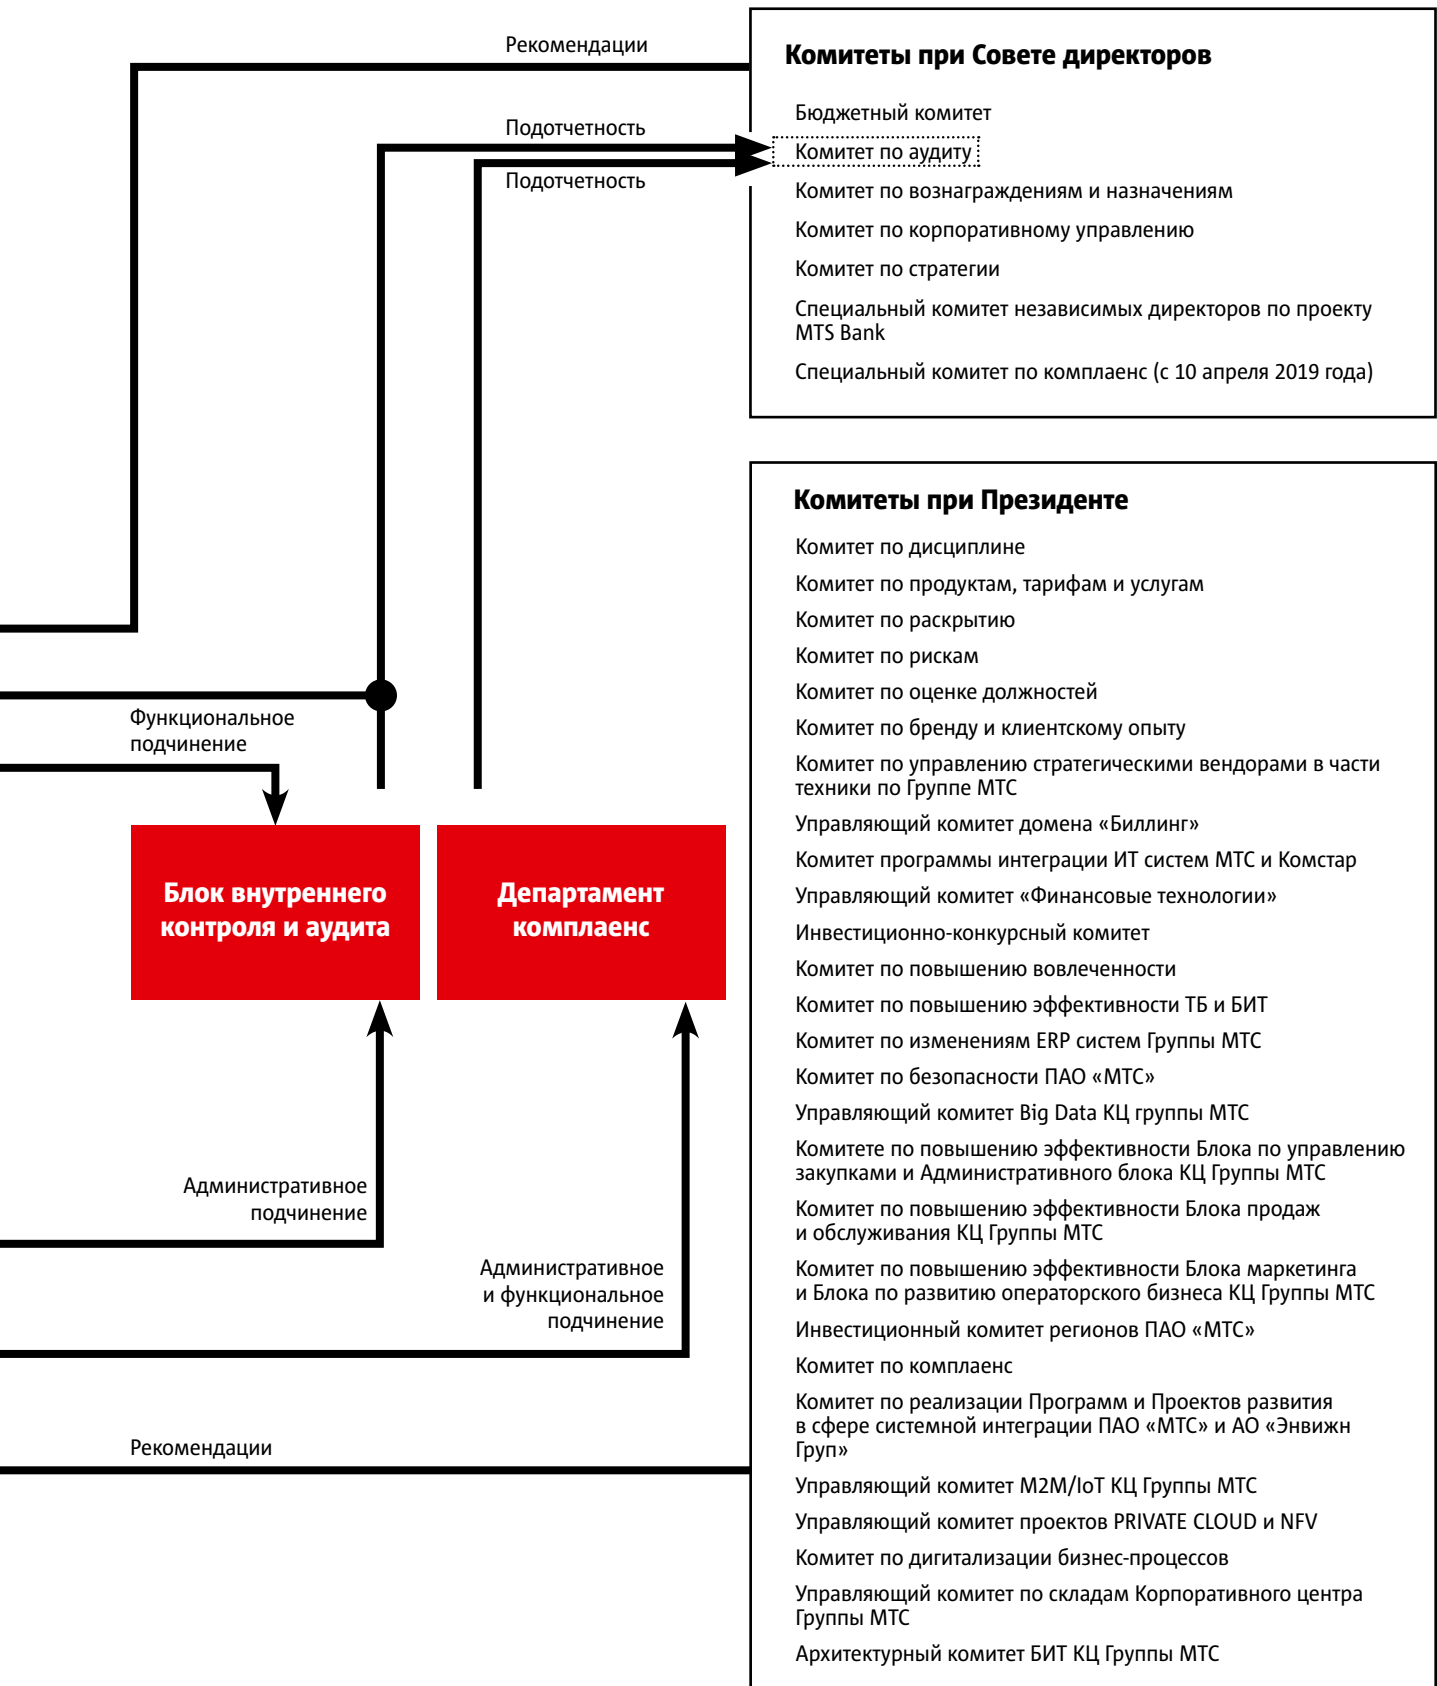 Рекомендации
Подотчетность
Подотчетность
Комитеты при Совете директоров
Бюджетный комитет
Комитет по аудиту
Комитет по вознаграждениям и назначениям
Комитет по корпоративному управлению
Комитет по стратегии
Специальный комитет независимых директоров по проекту
MTS Bank
Специальный комитет по комплаенс (с 10 апреля 2019 года)
Функциональное
подчинение
Блок внутреннего
контроля и аудита
Департамент
комплаенс
Административное
подчинение
Административное
и функциональное
подчинение
Рекомендации
Комитеты при Президенте
Комитет по дисциплине
Комитет по продуктам, тарифам и услугам
Комитет по раскрытию
Комитет по рискам
Комитет по оценке должностей
Комитет по бренду и клиентскому опыту
Комитет по управлению стратегическими вендорами в части
техники по Группе МТС
Управляющий комитет домена «Биллинг»
Комитет программы интеграции ИТ систем МТС и Комстар
Управляющий комитет «Финансовые технологии»
Инвестиционно-конкурсный комитет
Комитет по повышению вовлеченности
Комитет по повышению эффективности ТБ и БИТ
Комитет по изменениям ERP систем Группы МТС
Комитет по безопасности ПАО «МТС»
Управляющий комитет Big Data КЦ группы МТС
Комитете по повышению эффективности Блока по управлению
закупками и Административного блока КЦ Группы МТС
Комитет по повышению эффективности Блока продаж
и обслуживания КЦ Группы МТС
Комитет по повышению эффективности Блока маркетинга
и Блока по развитию операторского бизнеса КЦ Группы МТС
Инвестиционный комитет регионов ПАО «МТС»
Комитет по комплаенс
Комитет по реализации Программ и Проектов развития
в сфере системной интеграции ПАО «МТС» и АО «Энвижн
Груп»
Управляющий комитет M2M/IoT КЦ Группы МТС
Управляющий комитет проектов PRIVATE CLOUD и NFV
Комитет по дигитализации бизнес-процессов
Управляющий комитет по складам Корпоративного центра
Группы МТС
Архитектурный комитет БИТ КЦ Группы МТС